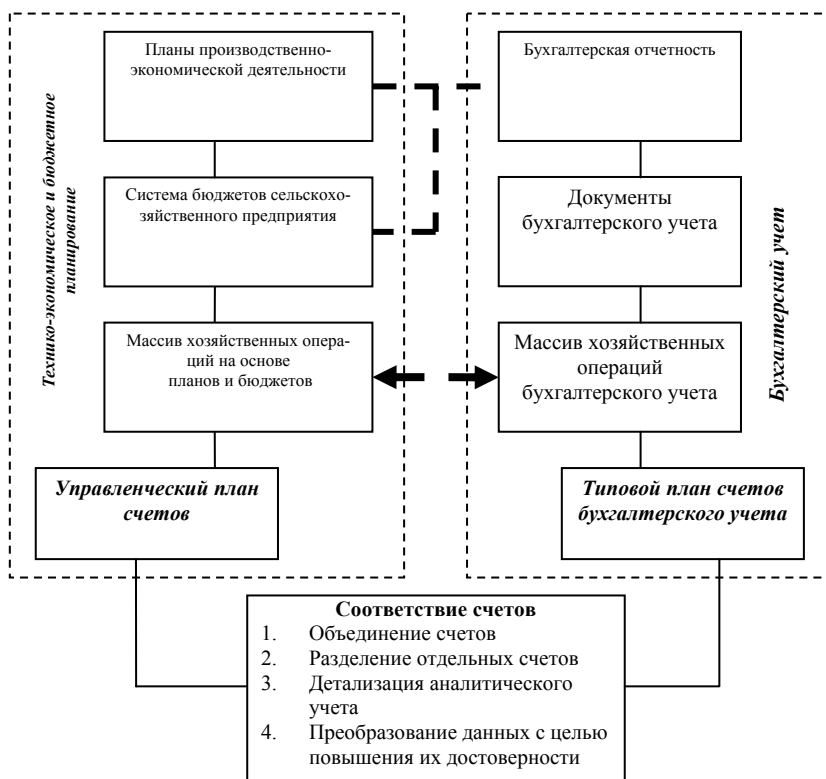 Технико-экономическое и бюджетное
планирование
Планы производственно-
экономической деятельности
Система бюджетов сельскохо-
зяйственного предприятия
Массив хозяйственных опера-
ций на основе
планов и бюджетов
Управленческий план
счетов
Бухгалтерская отчетность
Документы
бухгалтерского учета
Массив хозяйственных
операций
бухгалтерского учета
Типовой план счетов
бухгалтерского учета
Бухгалтерский учет
Соответствие счетов
1. Объединение счетов
2. Разделение отдельных счетов
3. Детализация аналитического
учета
4. Преобразование данных с целью
повышения их достоверности